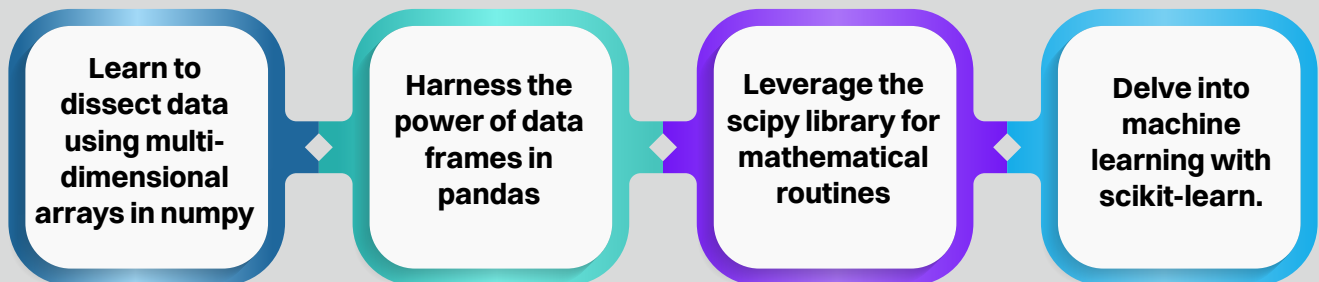 Learn to
dissect data
using multi-
dimensional
arrays in numpy
Harness the
power of data
frames in
pandas
Leverage the
scipy library for
mathematical
routines
Delve into
machine
learning with
scikit-learn.